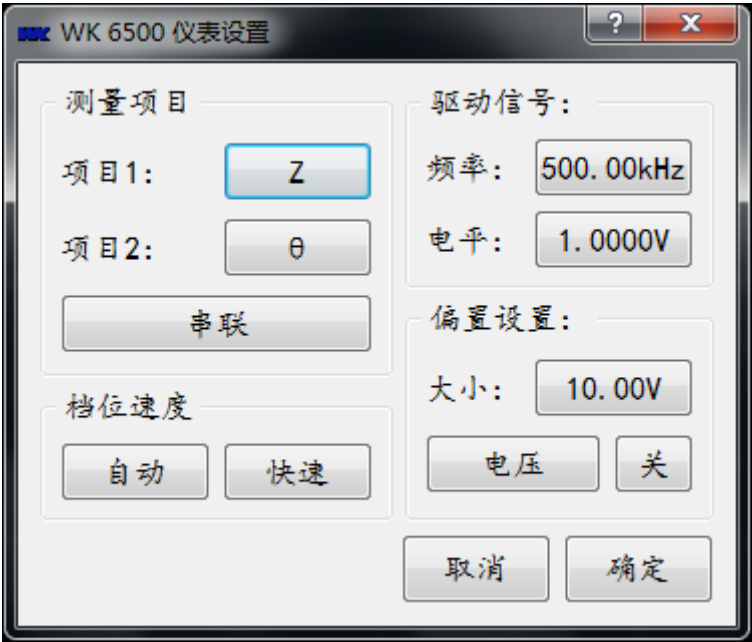 WK 6500 仪表设置
测量项目
项目1: Z
项目2: θ
串联
档位速度
自动 快速
驱动信号:
频率: 500.00kHz
电平: 1.0000V
偏置设置:
大小: 10.00V
电压 关
取消 确定